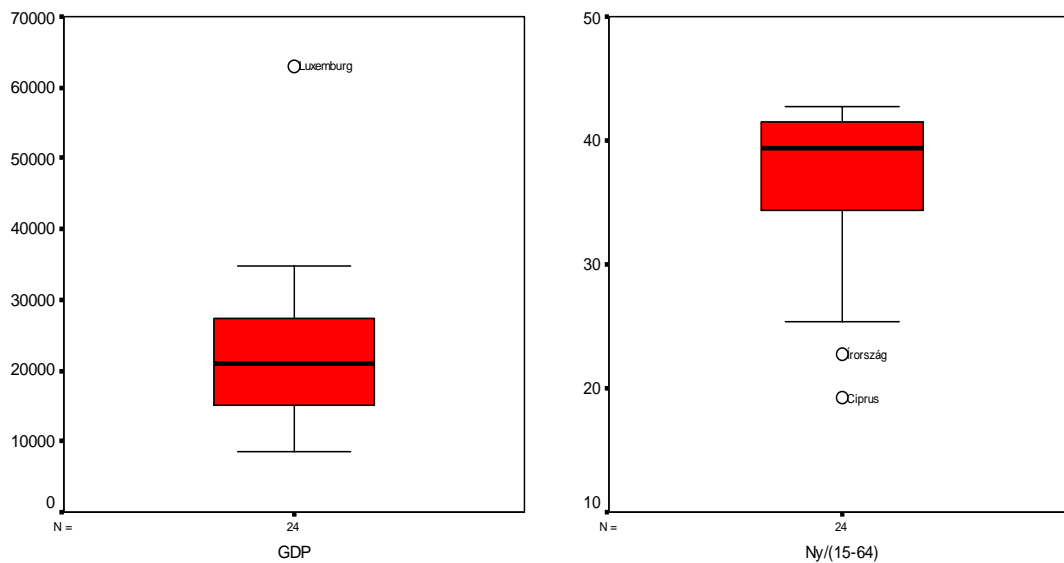 70000
60000
50000
40000
30000
20000
10000
0
Luxemburg
N =
24
GDP
50
40
30
20
10
Írország
Ciprus
N =
24
Ny/(15-64)